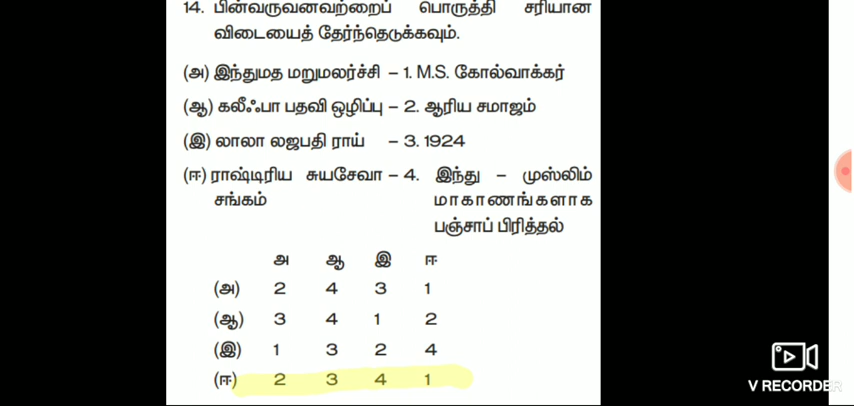 14. பின்வருவனவற்றைப் பொருத்தி சரியான
விடையைத் தேர்ந்தெடுக்கவும்.
(அ) இந்துமத மறுமலர்ச்சி – 1. M.S. கோல்வாக்கர்
(ஆ) கலீஃபா பதவி ஒழிப்பு – 2. ஆரிய சமாஜம்
(இ) லாலா லஜபதி ராய் – 3. 1924
(ஈ) ராஷ்டிரிய சுயசேவா – 4. இந்து – முஸ்லிம்
சங்கம் மாகாணங்களாக
பஞ்சாப் பிரித்தல்
அ ஆ இ ஈ
(அ) 2 4 3 1
(ஆ) 3 4 1 2
(இ) 1 3 2 4
(ஈ) 2 3 4 1
V RECORDER